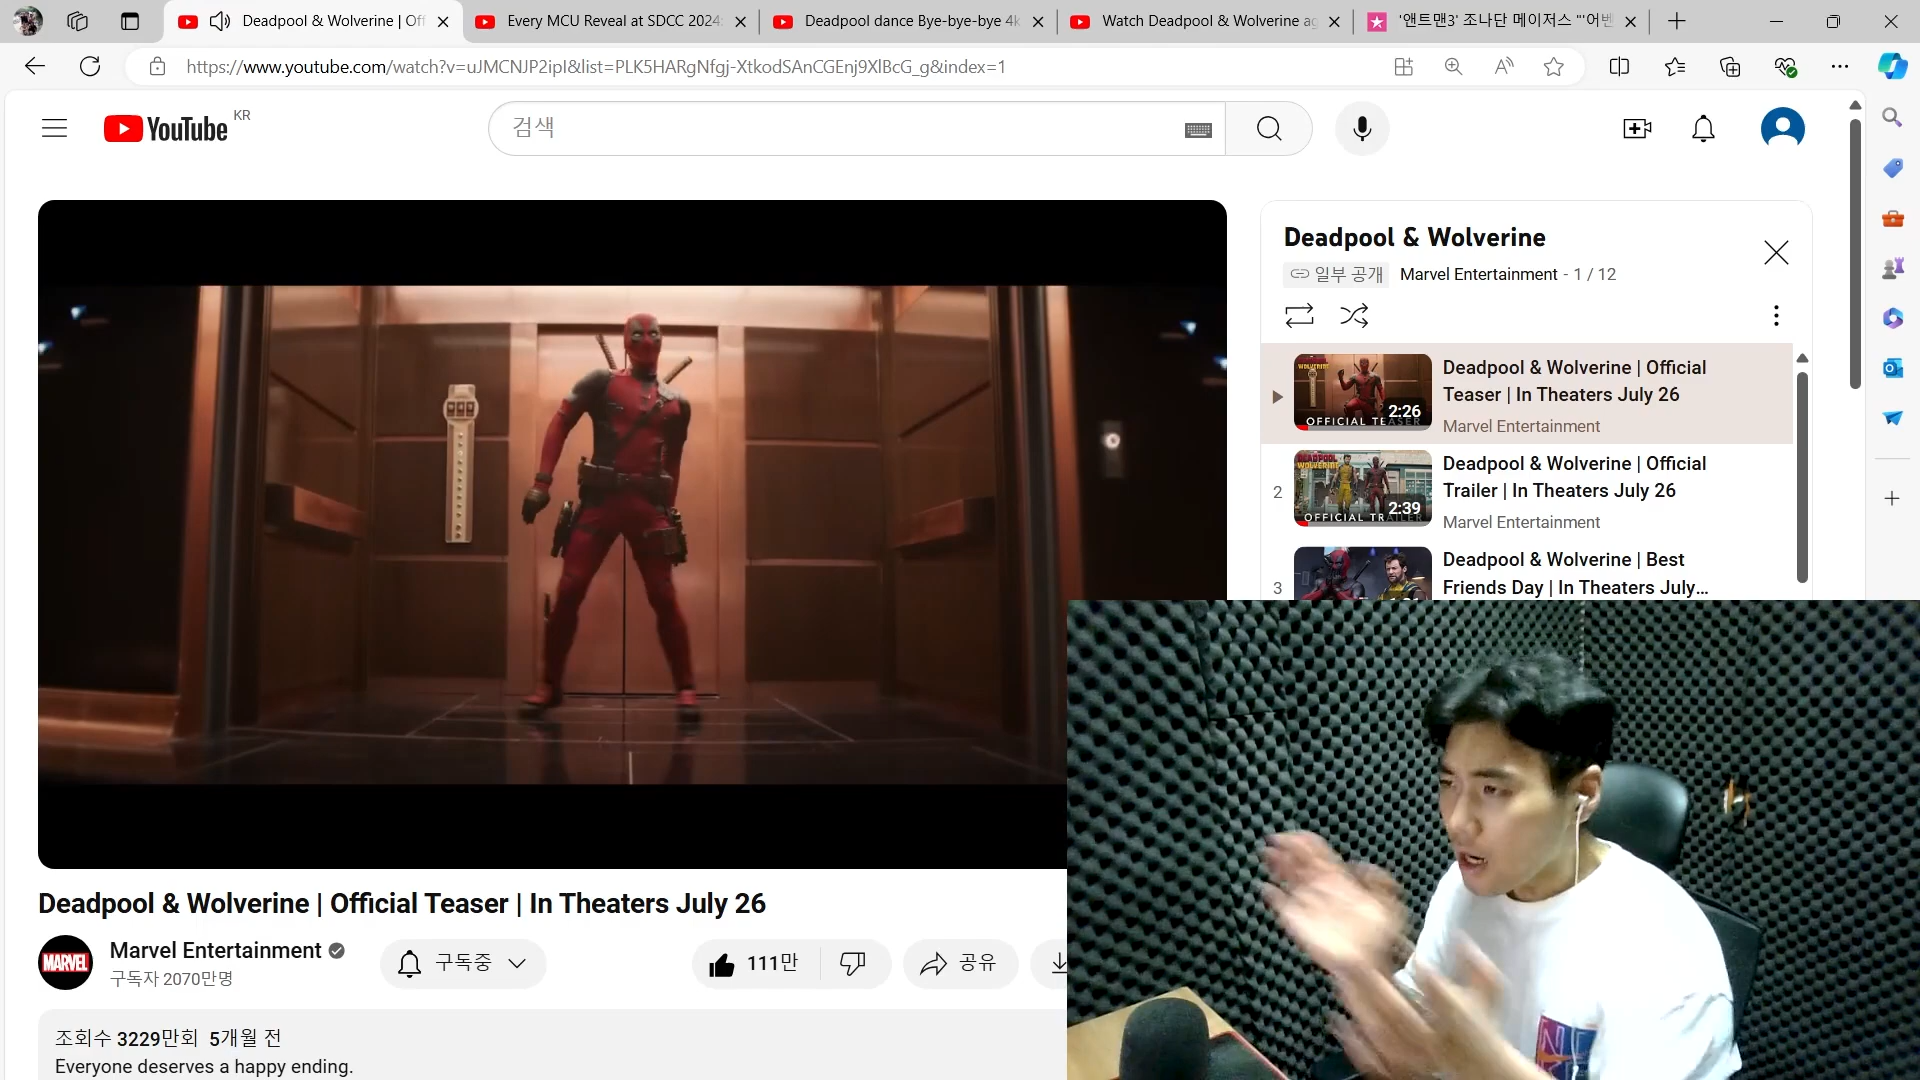 Deadpool & Wolverine | Off
Every MCU Reveal at SDCC 2024:
Deadpool dance Bye-bye-bye 4k
Watch Deadpool & Wolverine ag
'앤트맨3' 조나단 메이저스 "'어벤
https://www.youtube.com/watch?v=uJMCNJP2ipI&list=PLK5HARgNfgj-XtkodSAnCGEnj9XlBcG_g&index=1
YouTube KR
검색
Deadpool & Wolverine
일부 공개 Marvel Entertainment - 1 / 12
Deadpool & Wolverine | Official
Teaser | In Theaters July 26
Marvel Entertainment
2:26
OFFICIAL TEASER
2
Deadpool & Wolverine | Official
Trailer | In Theaters July 26
Marvel Entertainment
2:39
OFFICIAL TRAILER
3
Deadpool & Wolverine | Best
Friends Day | In Theaters July...
Deadpool & Wolverine | Official Teaser | In Theaters July 26
MARVEL
Marvel Entertainment
구독자 2070만명
구독중
111만
공유
조회수 3229만회 5개월 전
Everyone deserves a happy ending.